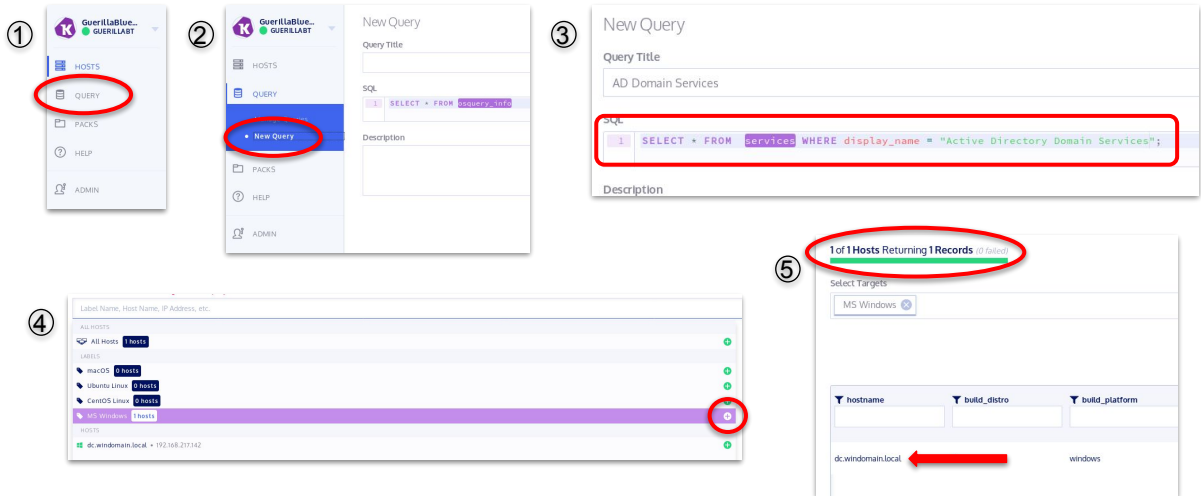 ①
GuerillaBlue...
GUERILLABT
HOSTS
QUERY
PACKS
HELP
ADMIN
②
GuerillaBlue...
GUERILLABT
HOSTS
QUERY
New Query
PACKS
HELP
ADMIN
New Query
Query Title
SQL
1 SELECT * FROM osquery_info
Description
③
New Query
Query Title
AD Domain Services
SQL
1 SELECT * FROM services WHERE display_name = "Active Directory Domain Services";
Description
④
Label Name, Host Name, IP Address, etc.
ALL HOSTS
All Hosts 1 hosts
LABELS
macOS 0 hosts
Ubuntu Linux 0 hosts
CentOS Linux 0 hosts
MS Windows 1 hosts
HOSTS
dc.windomain.local • 192.168.217.142
⑤
1 of 1 Hosts Returning 1 Records (0 failed)
Select Targets
MS Windows
hostname build_distro build_platform
dc.windomain.local windows